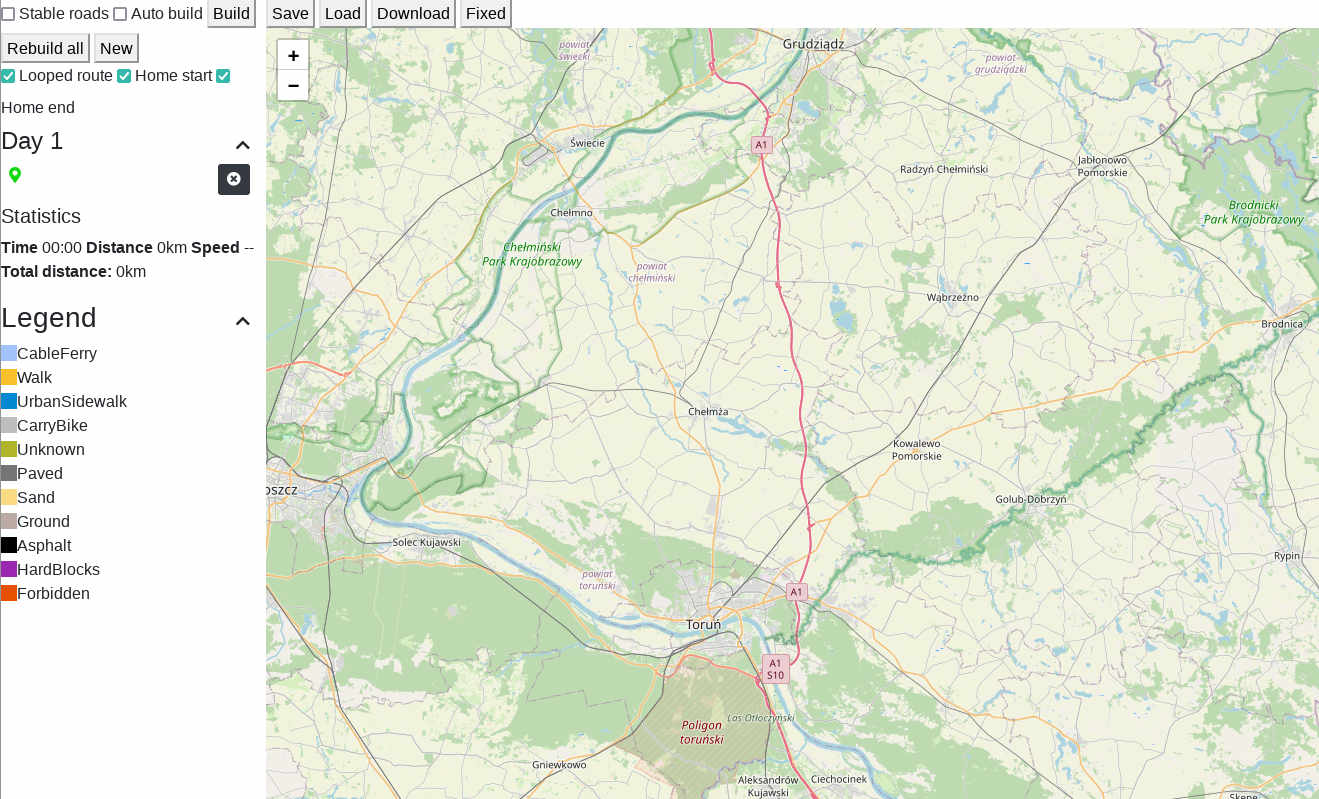 Stable roads Auto build Build
Save Load Download Fixed
Rebuild all New
Looped route Home start
Home end
Day 1
Statistics
Time 00:00 Distance 0km Speed --
Total distance: 0km
Legend
CableFerry
Walk
UrbanSidewalk
CarryBike
Unknown
Paved
Sand
Ground
Asphalt
HardBlocks
Forbidden
+
−
powiat
świecki
Grudziądz
powiat
grudziądzki
Świecie
A1
Radzyń Chełmiński
Jabłonowo
Pomorskie
Chełmno
Brodnicki
Park Krajobrazowy
Chełmiński
Park Krajobrazowy
powiat
chełmiński
Wąbrzeźno
Brodnica
Chełmża
Kowalewo
Pomorskie
oszcz
Golub-Dobrzyń
Solec Kujawski
Rypin
powiat
toruński
A1
Toruń
A1
S10
Las Otłoczyński
Poligon
toruński
Gniewkowo
Aleksandrów
Kujawski
Ciechocinek
Skępe